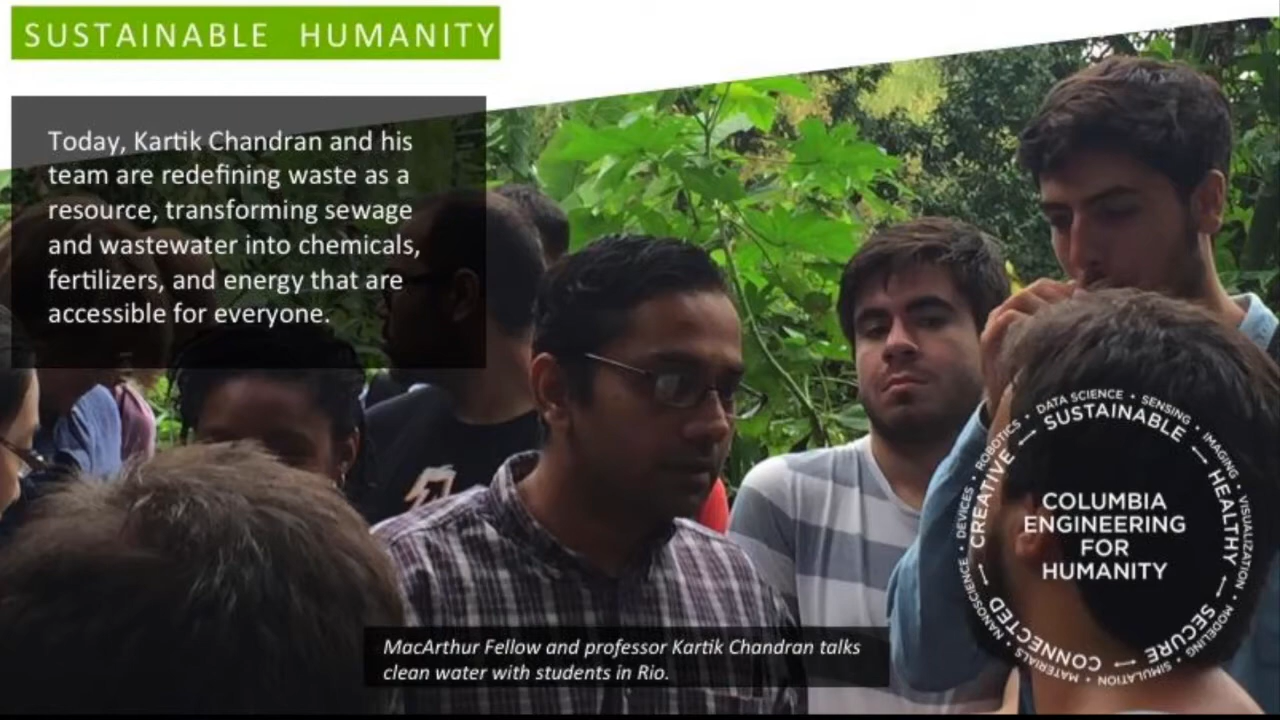 SUSTAINABLE HUMANITY
Today, Kartik Chandran and his
team are redefining waste as a
resource, transforming sewage
and wastewater into chemicals,
fertilizers, and energy that are
accessible for everyone.
MacArthur Fellow and professor Kartik Chandran talks
clean water with students in Rio.
COLUMBIA
ENGINEERING
FOR
HUMANITY
CREATIVE SUSTAINABLE HEALTHY SECURE CONNECTED
NANOSCIENCE • DEVICES • ROBOTICS • DATA SCIENCE • SENSING • IMAGING • VISUALIZATION • MODELING • SIMULATION • MATERIALS •